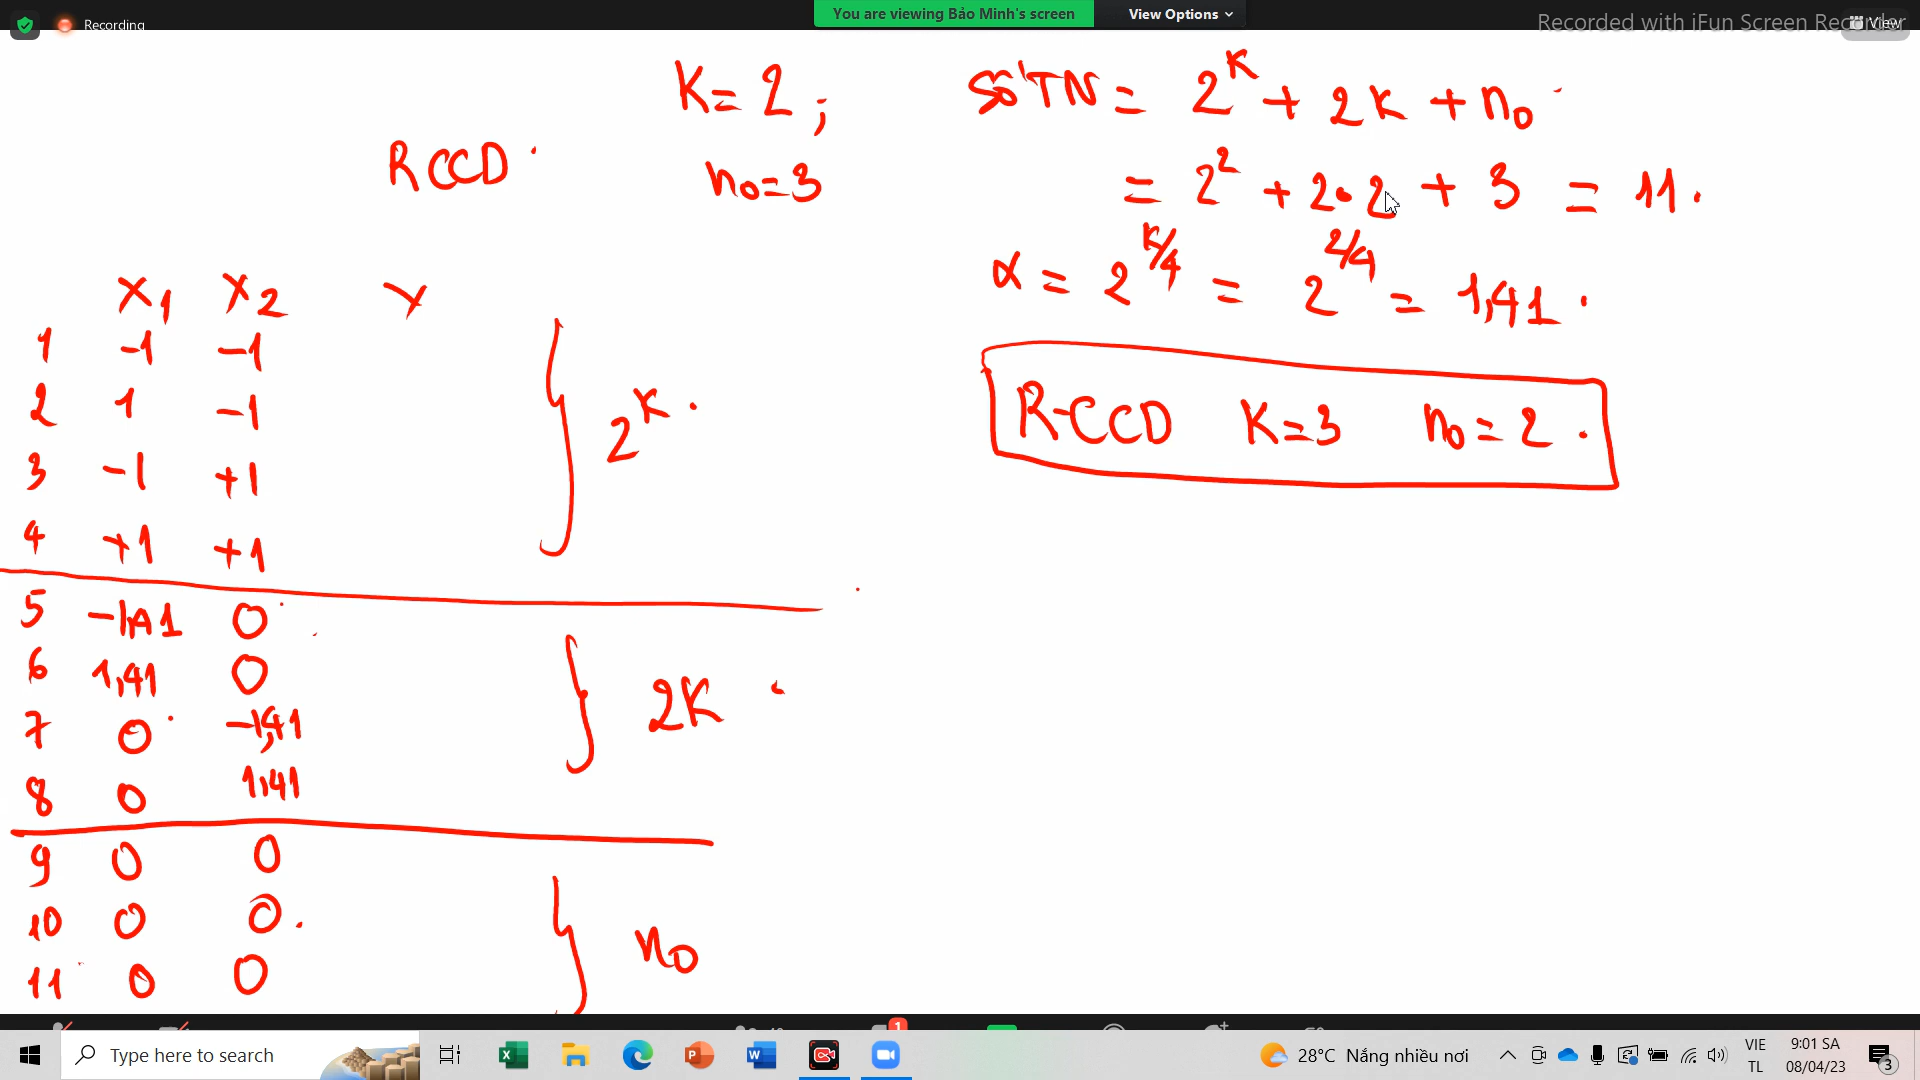 Recording
You are viewing Bảo Minh's screen
View Options
Recorded with iFun Screen Recorder
View
K = 2 ;
n₀ = 3
RCCD
Số TN = 2^K + 2K + n₀
= 2² + 2.2 + 3 = 11.
α = 2^K/4 = 2^2/4 = 1,41.
R-CCD K=3 n₀=2.
X₁ X₂ Y
1 -1 -1
2 1 -1
3 -1 +1
4 +1 +1
2^K.
5 -1,41 0
6 1,41 0
7 0 -1,41
8 0 1,41
2K
9 0 0
10 0 0.
11 0 0
n₀
1
Type here to search
28°C Nắng nhiều nơi
VIE
TL
9:01 SA
08/04/23
3